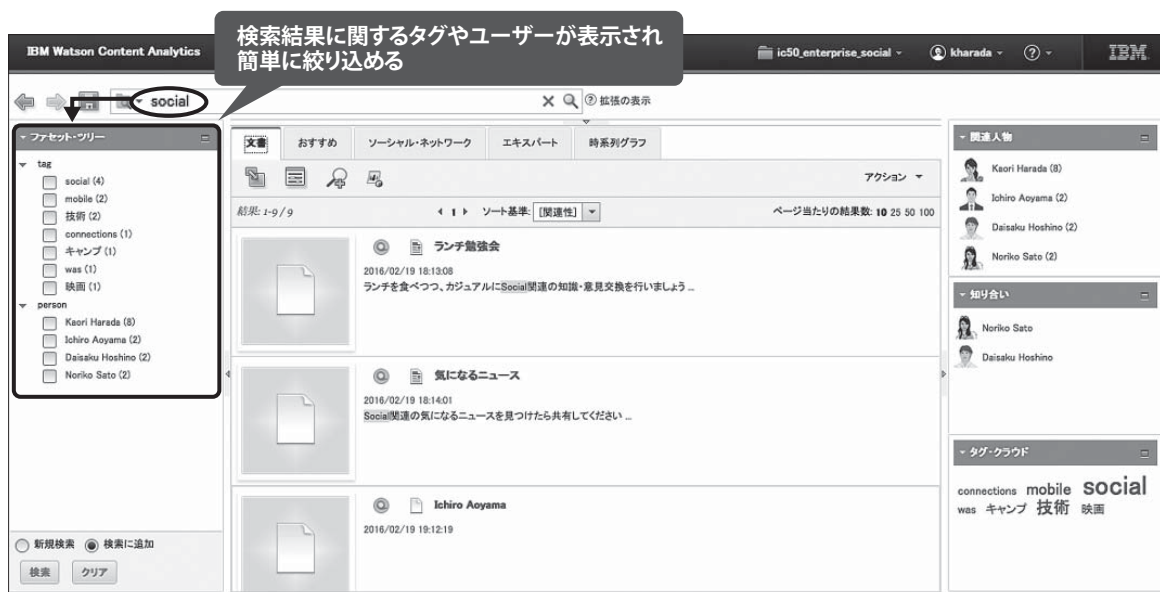 検索結果に関するタグやユーザーが表示され
簡単に絞り込める
IBM Watson Content Analytics
ic50_enterprise_social
kharada
?
IBM
social
? 拡張の表示
ファセット・ツリー
tag
social (4)
mobile (2)
技術 (2)
connections (1)
キャンプ (1)
was (1)
映画 (1)
person
Kaori Harada (8)
Ichiro Aoyama (2)
Daisaku Hoshino (2)
Noriko Sato (2)
新規検索 検索に追加
検索 クリア
文書 おすすめ ソーシャル・ネットワーク エキスパート 時系列グラフ
アクション
結果: 1-9 / 9 1 ソート基準: [関連性] ページ当たりの結果数: 10 25 50 100
ランチ勉強会
2016/02/19 18:13:08
ランチを食べつつ、カジュアルにSocial関連の知識・意見交換を行いましょう ...
気になるニュース
2016/02/19 18:14:01
Social関連の気になるニュースを見つけたら共有してください ...
Ichiro Aoyama
2016/02/19 19:12:19
関連人物
Kaori Harada (8)
Ichiro Aoyama (2)
Daisaku Hoshino (2)
Noriko Sato (2)
知り合い
Noriko Sato
Daisaku Hoshino
タグ・クラウド
connections mobile social
was キャンプ 技術 映画